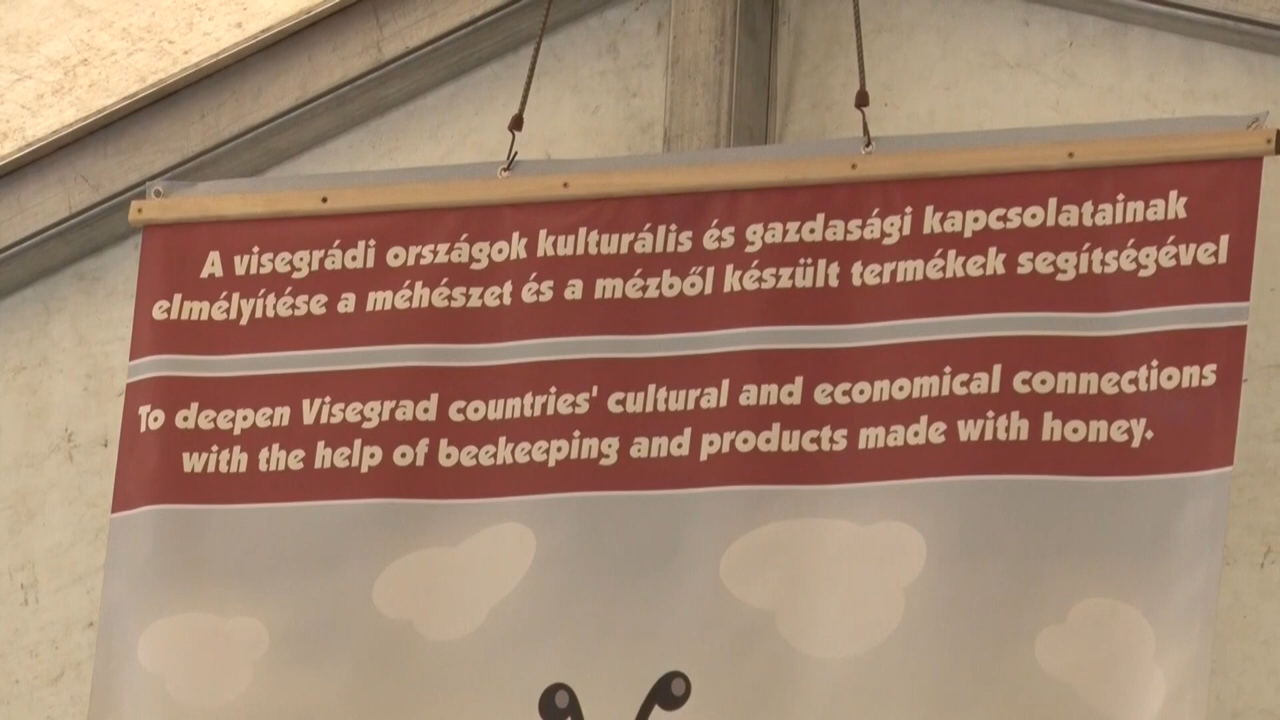 A visegrádi országok kulturális és gazdasági kapcsolatainak
elmélyítése a méhészet és a mézből készült termékek segítségével
To deepen Visegrad countries' cultural and economical connections
with the help of beekeeping and products made with honey.